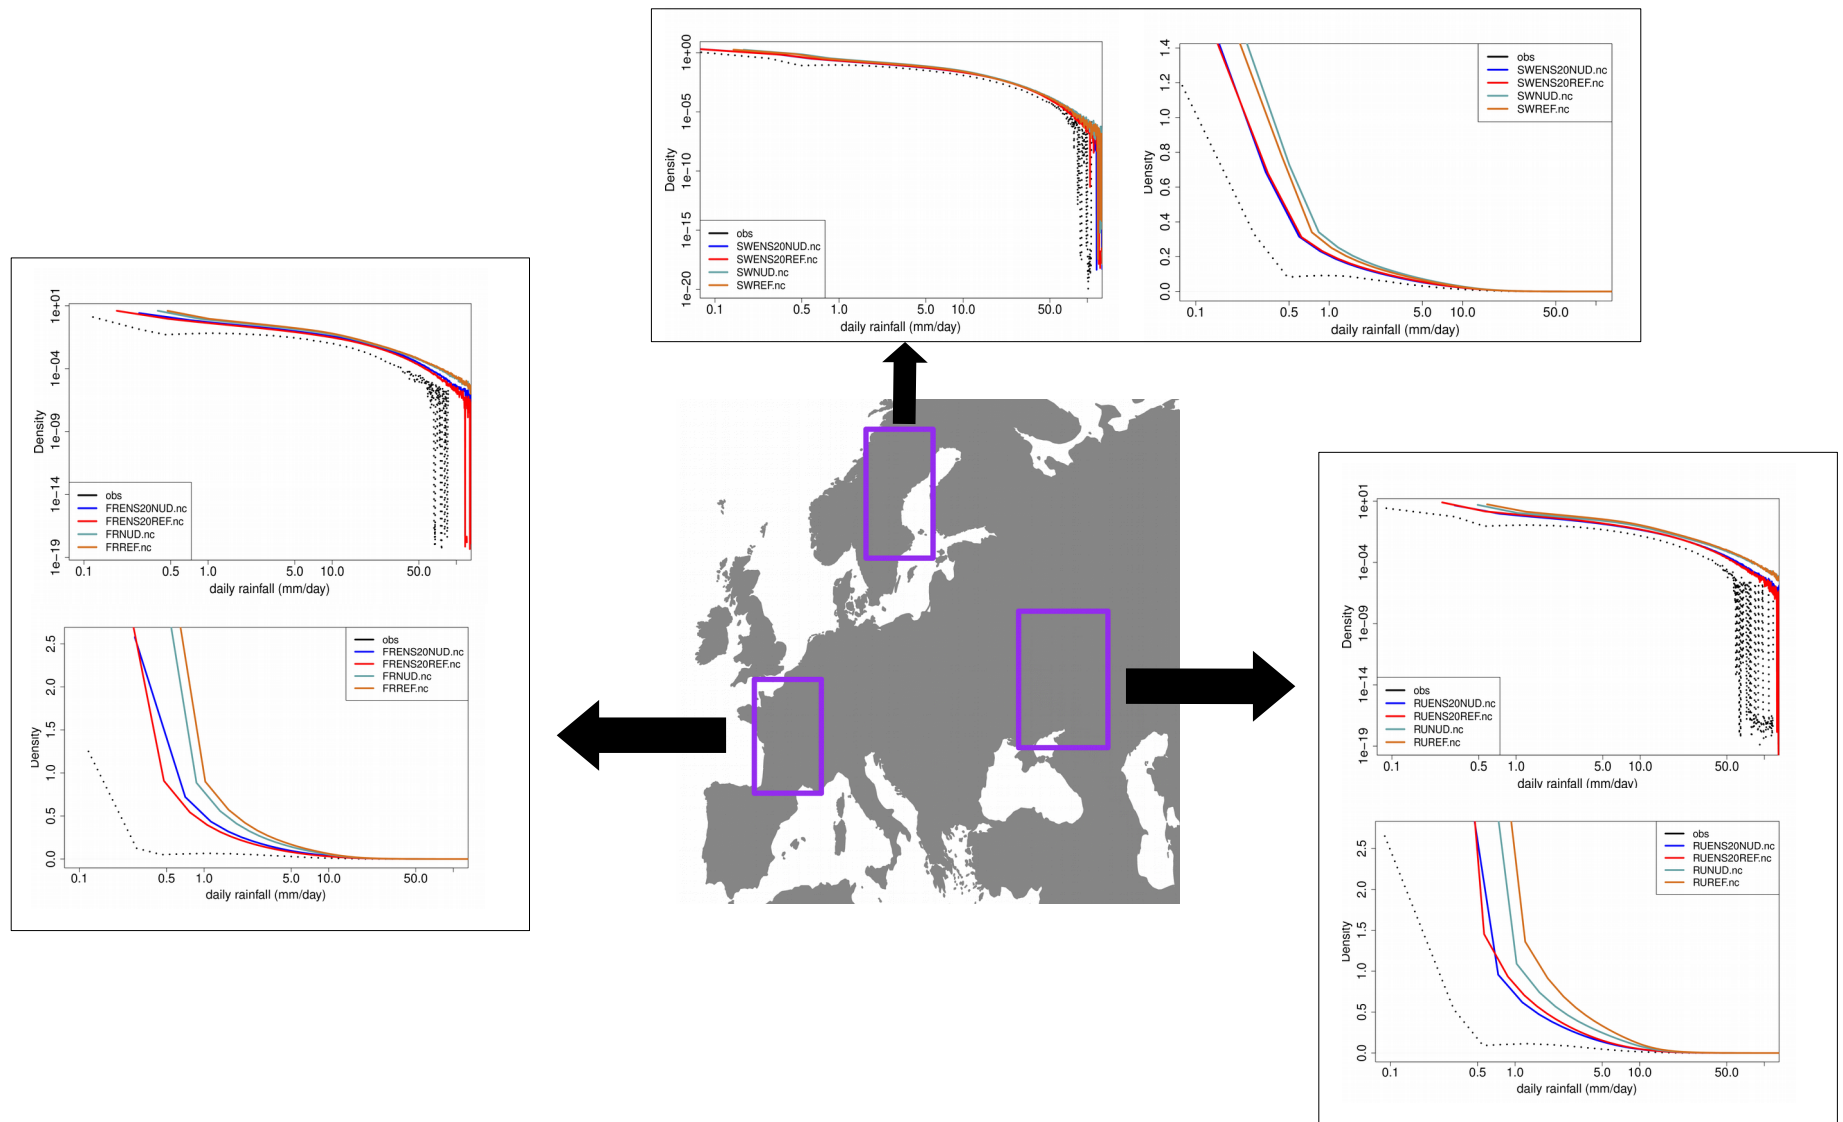 1e+00
1e−05
1e−10
1e−15
1e−20
Density
obs
SWENS20NUD.nc
SWENS20REF.nc
SWNUD.nc
SWREF.nc
0.1 0.5 1.0 5.0 10.0 50.0
daily rainfall (mm/day)
1.4
1.2
1.0
0.8
0.6
0.4
0.2
0.0
Density
obs
SWENS20NUD.nc
SWENS20REF.nc
SWNUD.nc
SWREF.nc
0.1 0.5 1.0 5.0 10.0 50.0
daily rainfall (mm/day)
1e+01
1e−04
1e−09
1e−14
1e−19
Density
obs
FRENS20NUD.nc
FRENS20REF.nc
FRNUD.nc
FRREF.nc
0.1 0.5 1.0 5.0 10.0 50.0
daily rainfall (mm/day)
2.5
2.0
1.5
1.0
0.5
0.0
Density
obs
FRENS20NUD.nc
FRENS20REF.nc
FRNUD.nc
FRREF.nc
0.1 0.5 1.0 5.0 10.0 50.0
daily rainfall (mm/day)
1e+01
1e−04
1e−09
1e−14
1e−19
Density
obs
RUENS20NUD.nc
RUENS20REF.nc
RUNUD.nc
RUREF.nc
0.1 0.5 1.0 5.0 10.0 50.0
daily rainfall (mm/day)
2.5
2.0
1.5
1.0
0.5
0.0
Density
obs
RUENS20NUD.nc
RUENS20REF.nc
RUNUD.nc
RUREF.nc
0.1 0.5 1.0 5.0 10.0 50.0
daily rainfall (mm/day)